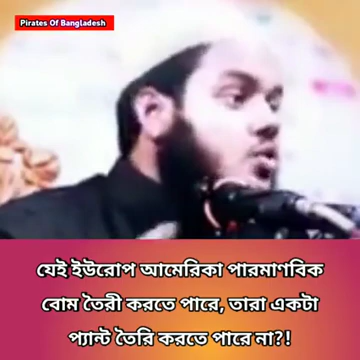 Pirates Of Bangladesh
যেই ইউরোপ আমেরিকা পারমাণবিক
বোম তৈরী করতে পারে, তারা একটা
প্যান্ট তৈরি করতে পারে না?!